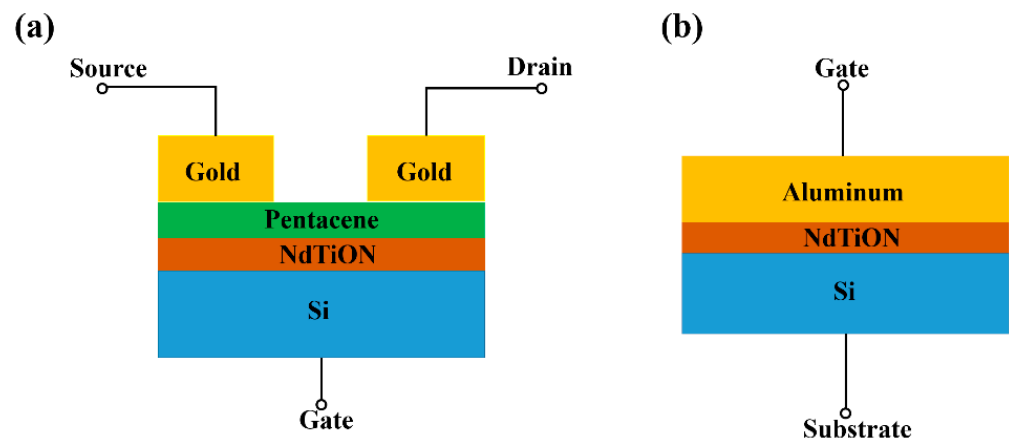 (a)
Source
Drain
Gold
Gold
Pentacene
NdTiON
Si
Gate
(b)
Gate
Aluminum
NdTiON
Si
Substrate